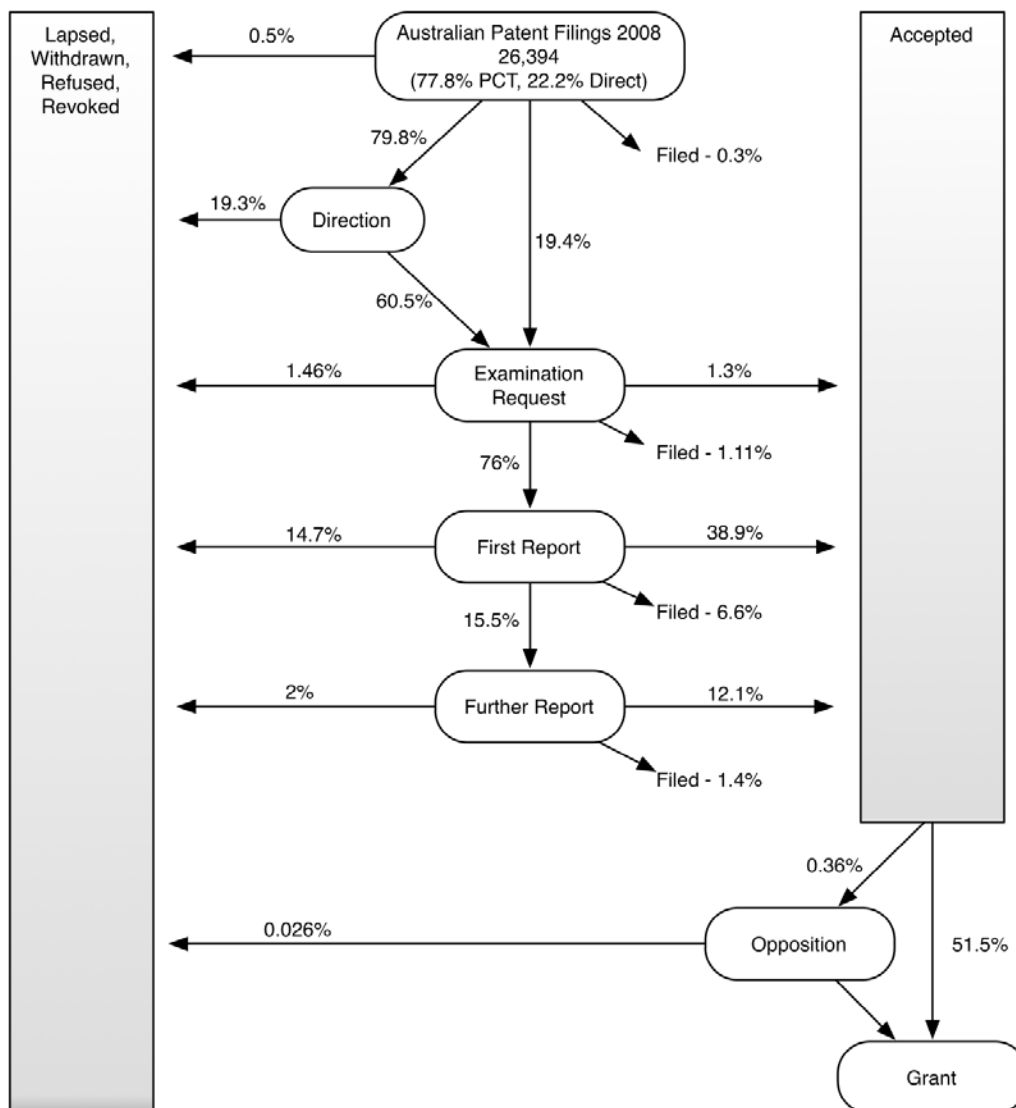 Lapsed,
Withdrawn,
Refused,
Revoked
0.5%
Australian Patent Filings 2008
26,394
(77.8% PCT, 22.2% Direct)
Accepted
79.8%
Filed - 0.3%
19.3%
Direction
19.4%
60.5%
1.46%
Examination
Request
1.3%
Filed - 1.11%
76%
14.7%
First Report
38.9%
Filed - 6.6%
15.5%
2%
Further Report
12.1%
Filed - 1.4%
0.36%
0.026%
Opposition
51.5%
Grant